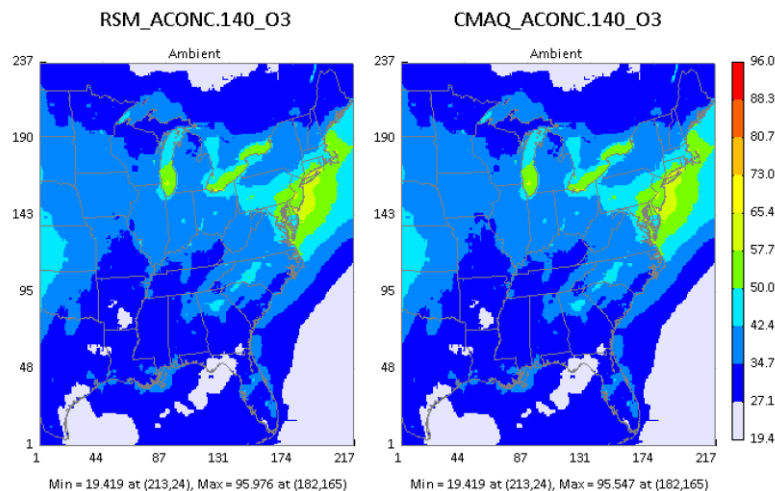 RSM_ACONC.140_O3
CMAQ_ACONC.140_O3
Ambient
Ambient
237
190
143
95
48
1
1 44 87 131 174 217
237
190
143
95
48
1
1 44 87 131 174 217
96.0
88.3
80.7
73.0
65.4
57.7
50.0
42.4
34.7
27.1
19.4
Min = 19.419 at (213,24), Max = 95.976 at (182,165)
Min = 19.419 at (213,24), Max = 95.547 at (182,165)